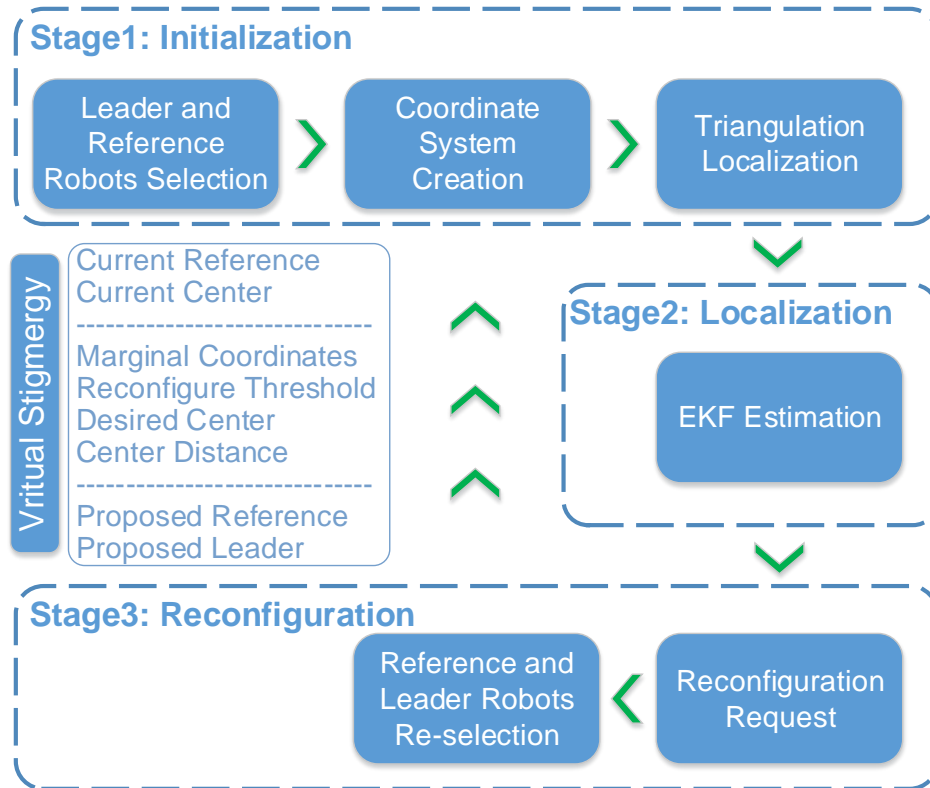 Stage1: Initialization
Leader and
Reference
Robots Selection
Coordinate
System
Creation
Triangulation
Localization
Vritual Stigmergy
Current Reference
Current Center
------------------------------
Marginal Coordinates
Reconfigure Threshold
Desired Center
Center Distance
------------------------------
Proposed Reference
Proposed Leader
Stage2: Localization
EKF Estimation
Stage3: Reconfiguration
Reference and
Leader Robots
Re-selection
Reconfiguration
Request